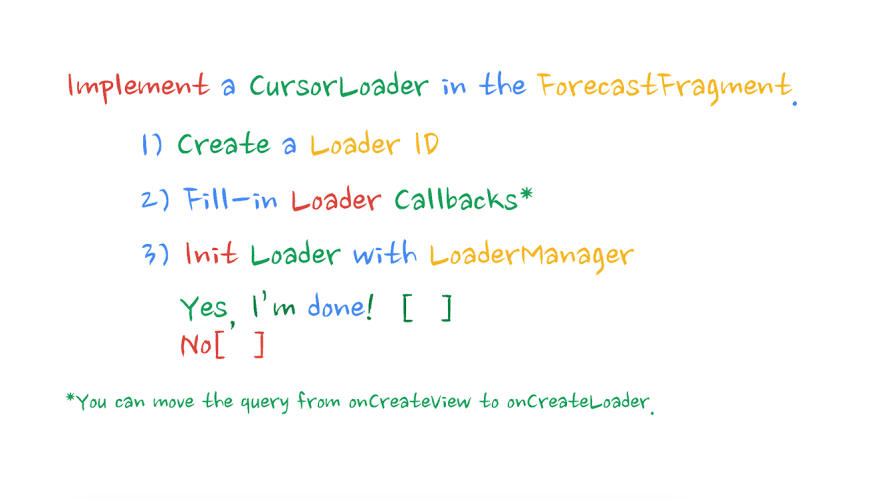 Implement a CursorLoader in the ForecastFragment.
1) Create a Loader ID
2) Fill-in Loader Callbacks*
3) Init Loader with LoaderManager
Yes, I'm done! [ ]
No[ ]
*You can move the query from onCreateView to onCreateLoader.